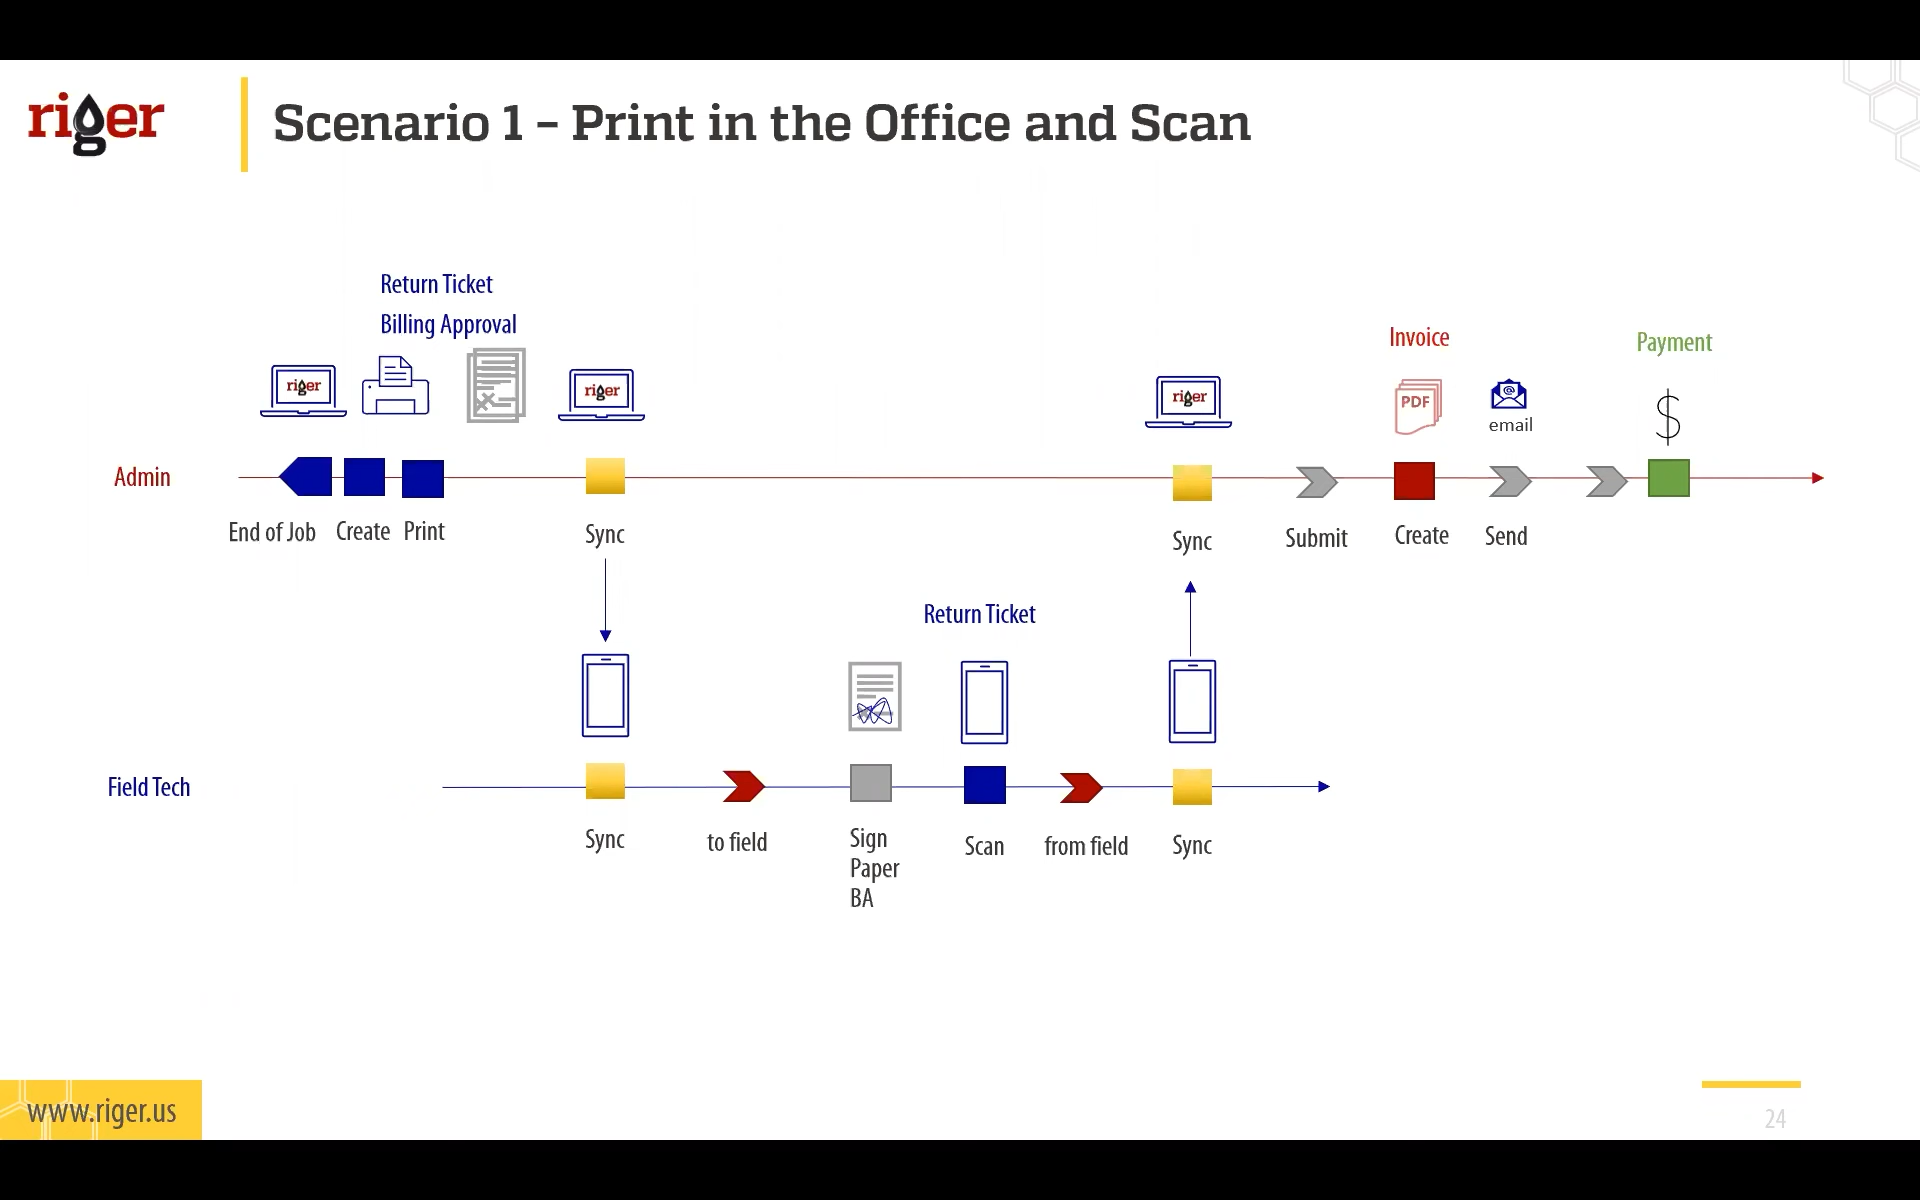 riger
Scenario 1 – Print in the Office and Scan
Return Ticket
Billing Approval
riger
riger
riger
Invoice
PDF
@
email
Payment
$
Admin
End of Job
Create
Print
Sync
Sync
Submit
Create
Send
Return Ticket
Field Tech
Sync
to field
Sign
Paper
BA
Scan
from field
Sync
www.riger.us
24